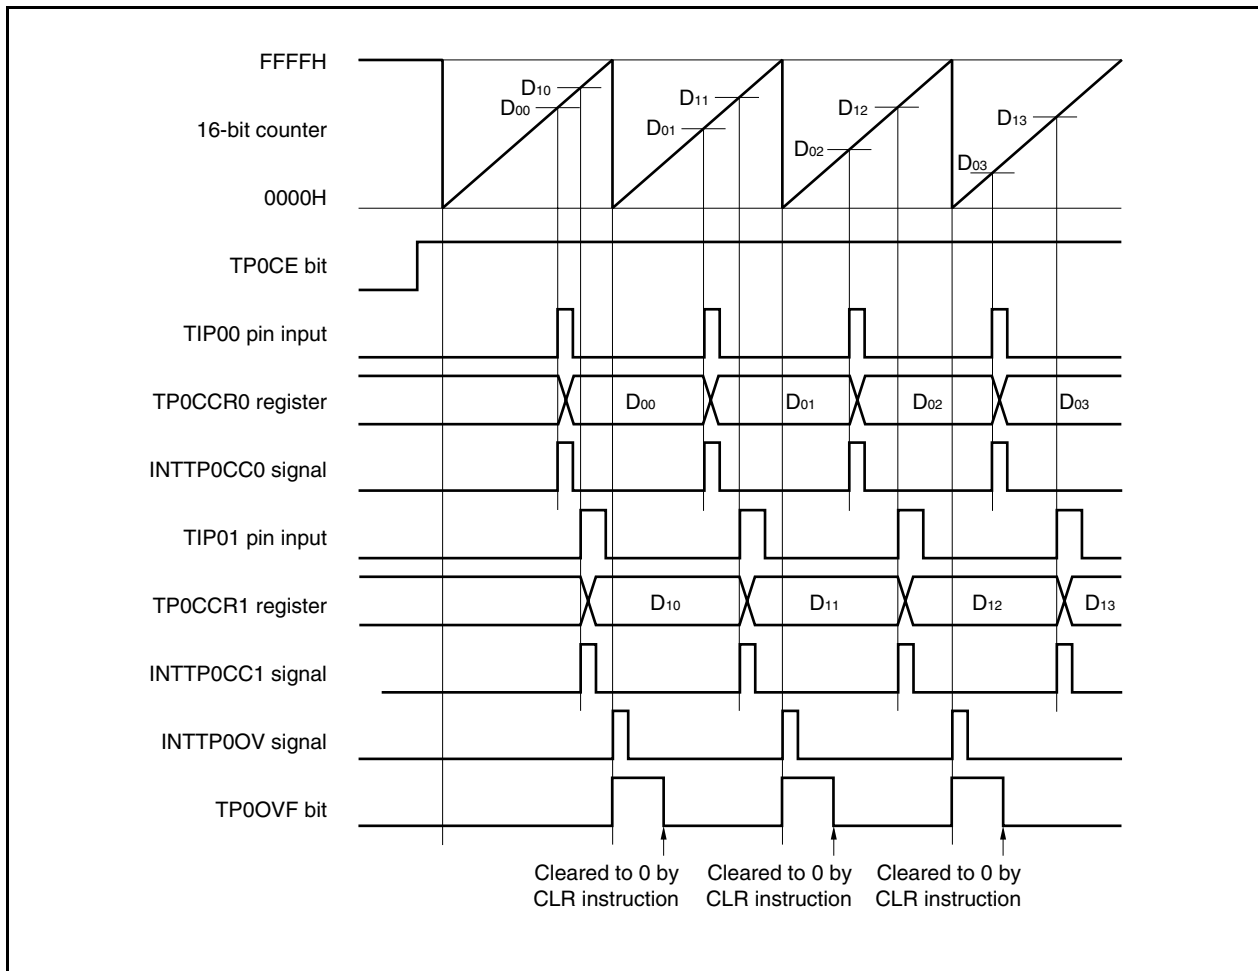 FFFFH
D10
D00
D11
D01
D12
D02
D13
D03
16-bit counter
0000H
TP0CE bit
TIP00 pin input
TP0CCR0 register
D00
D01
D02
D03
INTTP0CC0 signal
TIP01 pin input
TP0CCR1 register
D10
D11
D12
D13
INTTP0CC1 signal
INTTP0OV signal
TP0OVF bit
Cleared to 0 by
CLR instruction
Cleared to 0 by
CLR instruction
Cleared to 0 by
CLR instruction